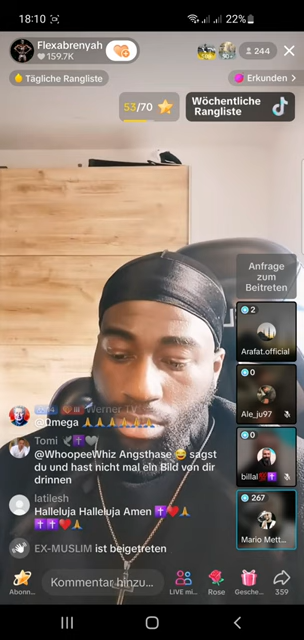 18:10
22%
Flexabrenyah
159.7K
244
Tägliche Rangliste
Erkunden >
53/70
Wöchentliche
Rangliste
Anfrage
zum
Beitreten
2
Arafat.official
0
Ale_ju97
0
billal
267
Mario Mett...
Werner TV
@Omega 🙏🙏🙏🙏🙏🙏
Tomi 🕊✝️🤍
@WhoopeeWhiz Angsthase 😂 sagst
du und hast nicht mal ein Bild von dir
drinnen
latilesh
Halleluja Halleluja Amen ✝️❤️🙏
✝️✝️❤️🙏
EX-MUSLIM ist beigetreten
Abonn...
Kommentar hinzu...
LIVE mi...
Rose
Gesche...
359